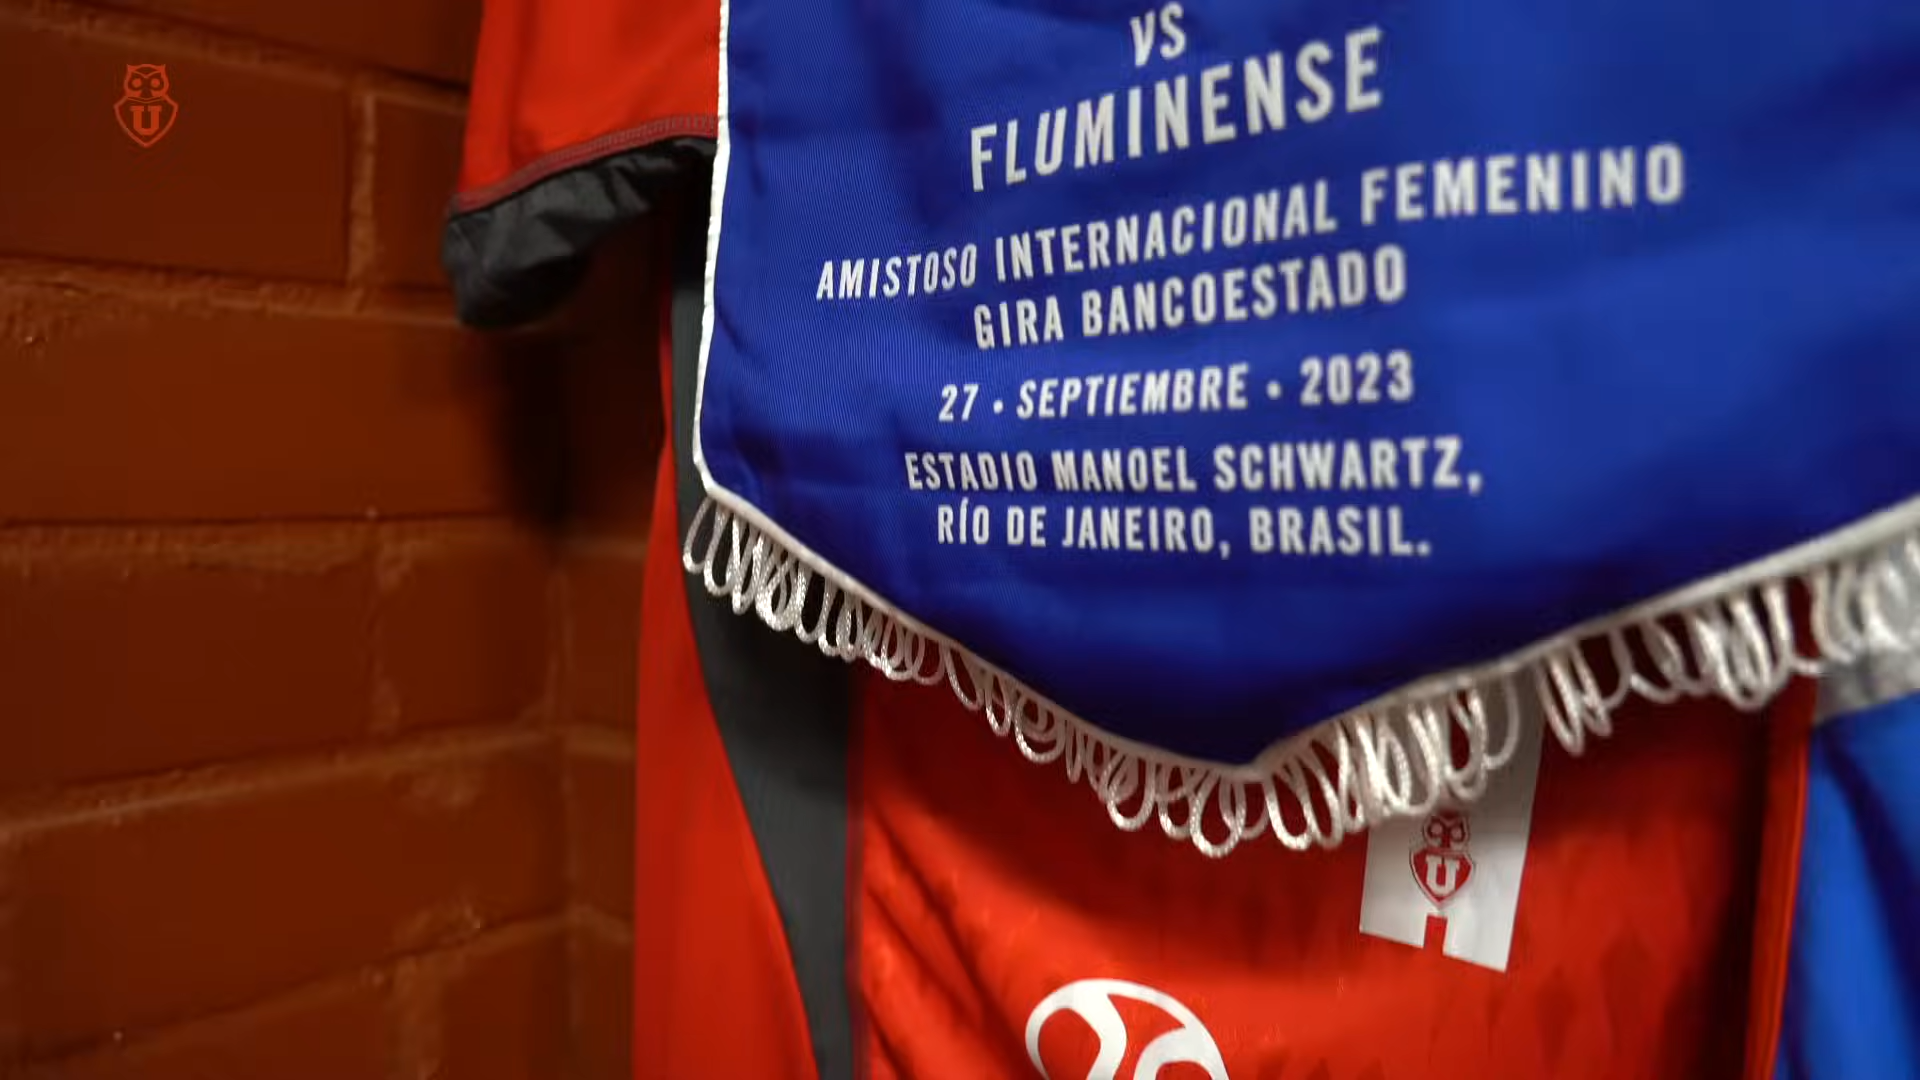 U
VS
FLUMINENSE
AMISTOSO INTERNACIONAL FEMENINO
GIRA BANCOESTADO
27 • SEPTIEMBRE • 2023
ESTADIO MANOEL SCHWARTZ,
RÍO DE JANEIRO, BRASIL.
U